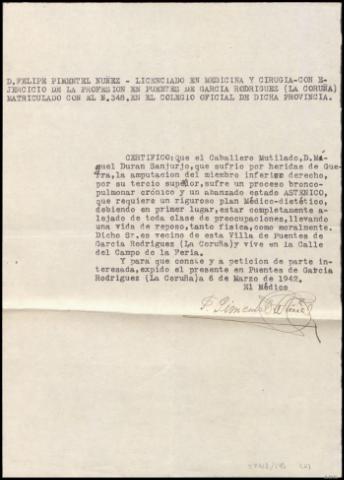 D.FELIPE PIMENTEL NUÑEZ - LICENCIADO EN MEDICINA Y CIRUGIA-CON E-
JERCICIO DE LA PROFESION EN PUENTES DE GARCIA RODRIGUEZ (LA CORUÑA)
MATRICULADO CON EL N.348,EN EL COLEGIO OFICIAL DE DICHA PROVINCIA.
CERTIFICO:que el Caballero Mutilado,D.Mi
guel Duran Sanjurjo,que sufrio por heridas de Gue-
rra,la amputacion del miembro inferior derecho,
por su tercio superior,sufre un proceso bronco-
pulmonar crónico y un abanzado estado ASTENICO,
que requiere un riguroso plan Médico-dietético,
debiendo en primer lugar,estar completamente a-
lejado de toda clase de preocupaciones,llevando
una vida de reposo,tanto fisica,como moralmente.
Dicho Sr.es vecino de esta Villa de Puentes de
García Rodriguez (La Coruña)y vive en la Calle
del Campo de la Feria.
Y para que conste y a peticion de parte in-
teresada,expido el presente en Puentes de Garcia
Rodriguez (La Coruña)a 6 de Marzo de 1942.
El Médico
F. Pimentel Nuñez